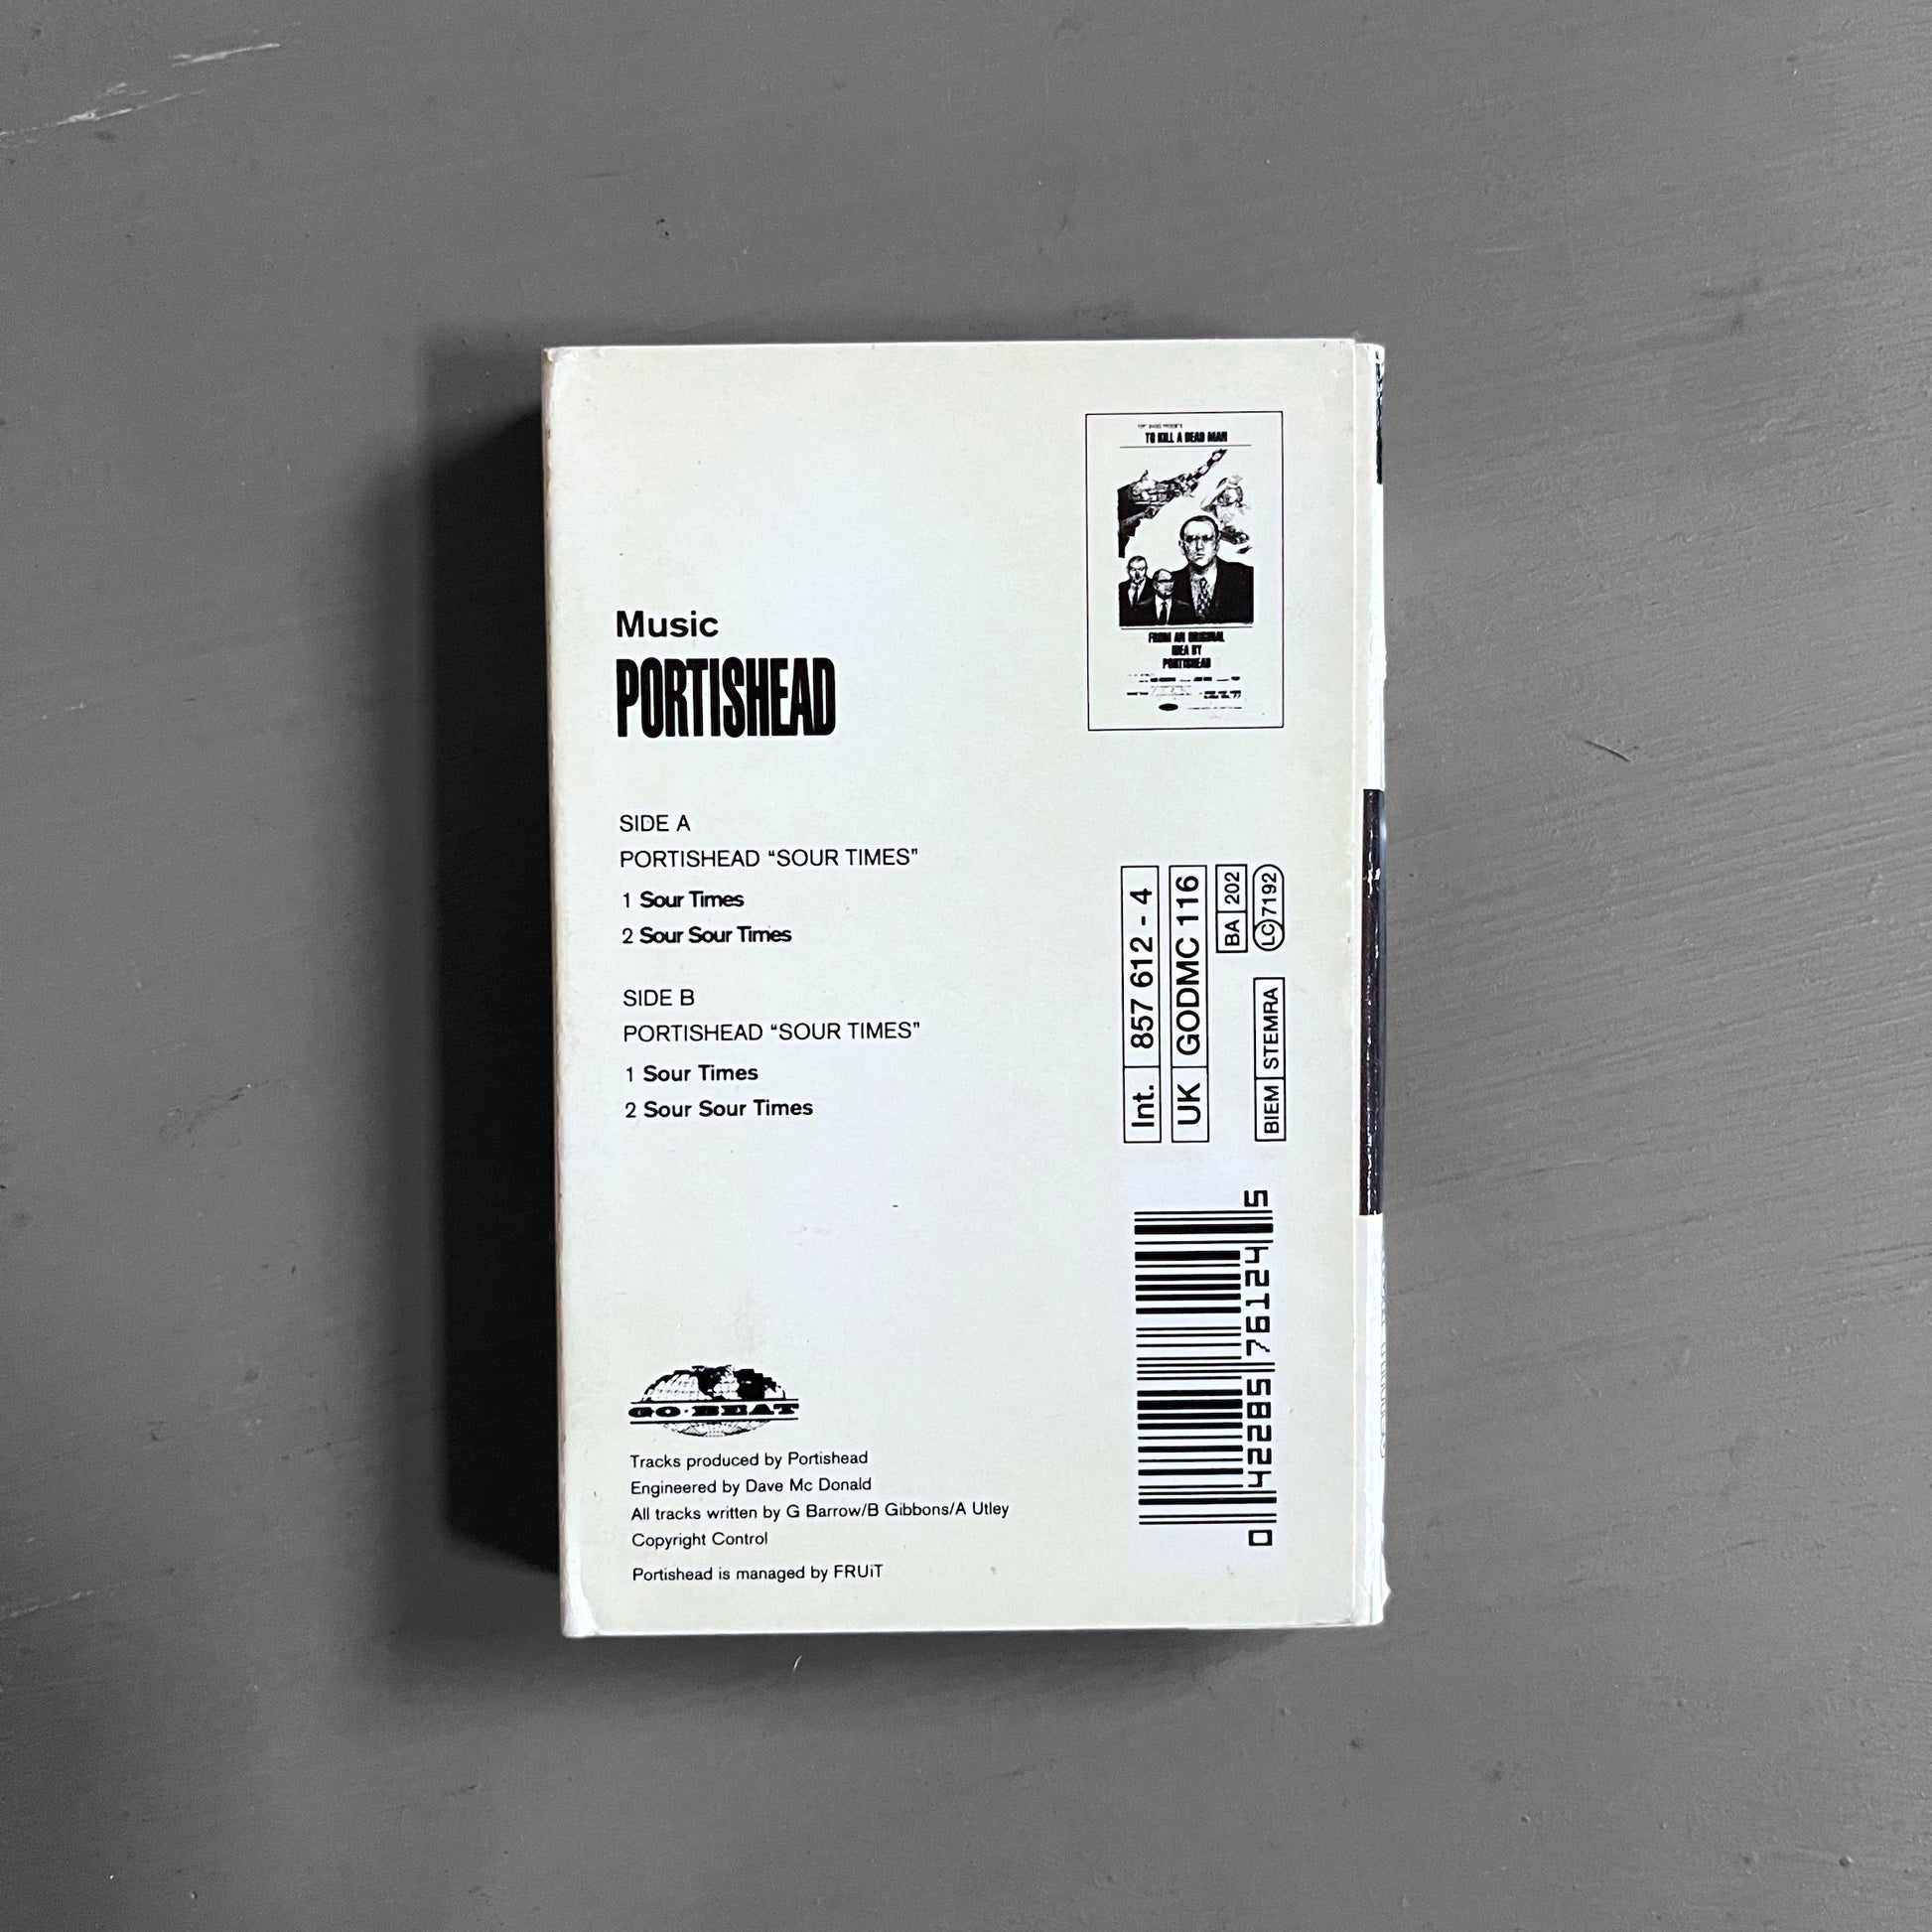 TO KILL A DEAD MAN
FROM AN ORIGINAL
IDEA BY
PORTISHEAD
Music
PORTISHEAD
SIDE A
PORTISHEAD “SOUR TIMES”
1 Sour Times
2 Sour Sour Times
SIDE B
PORTISHEAD “SOUR TIMES”
1 Sour Times
2 Sour Sour Times
Int. 857 612 - 4
UK GODMC 116
BA 202
LC 7192
BIEM STEMRA
0 42285 76124 5
GO·BEAT
Tracks produced by Portishead
Engineered by Dave Mc Donald
All tracks written by G Barrow/B Gibbons/A Utley
Copyright Control
Portishead is managed by FRUiT